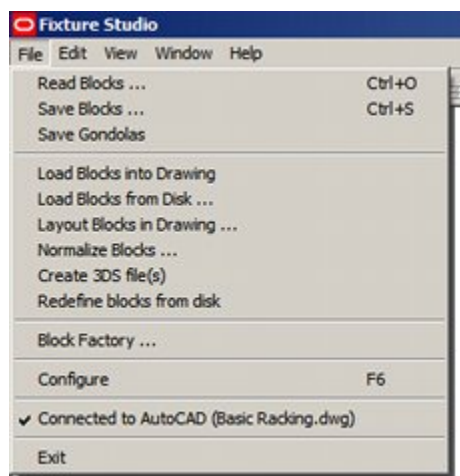 Fixture Studio
File Edit View Window Help
Read Blocks ... Ctrl+O
Save Blocks ... Ctrl+S
Save Gondolas
Load Blocks into Drawing
Load Blocks from Disk ...
Layout Blocks in Drawing ...
Normalize Blocks ...
Create 3DS file(s)
Redefine blocks from disk
Block Factory ...
Configure F6
Connected to AutoCAD (Basic Racking.dwg)
Exit